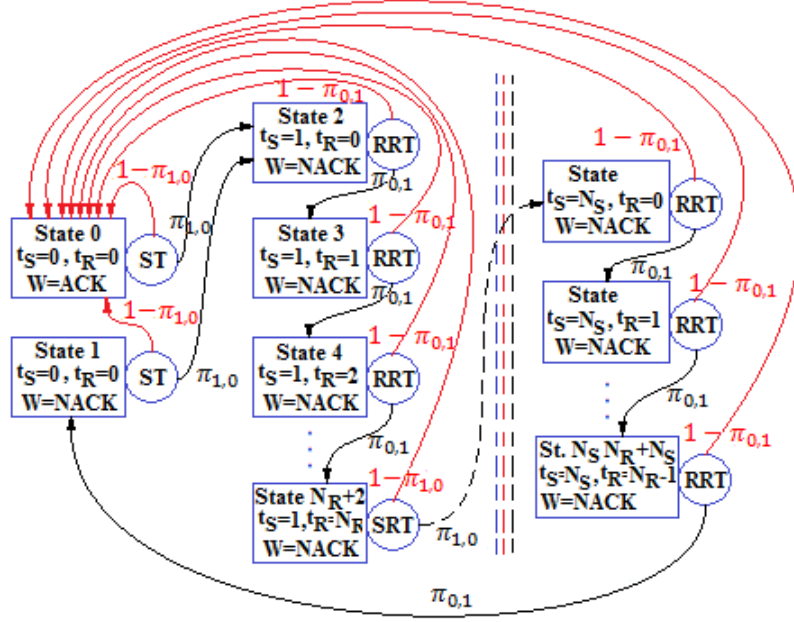 1 − π0,1
State 2
tS=1, tR=0
W=NACK
RRT
π0,1
1 − π0,1
State
tS=NS, tR=0
W=NACK
RRT
π0,1
1−π1,0
π1,0
State 0
tS=0 , tR=0
W=ACK
ST
1 − π0,1
State 3
tS=1, tR=1
W=NACK
RRT
π0,1
1 − π0,1
State
tS=NS, tR=1
W=NACK
RRT
π0,1
1−π1,0
State 1
tS=0 , tR=0
W=NACK
ST
π1,0
1 − π0,1
State 4
tS=1, tR=2
W=NACK
RRT
π0,1
1 − π0,1
St. NS NR+NS
tS=NS,tR=NR-1
W=NACK
RRT
1−π1,0
State NR+2
tS=1,tR=NR
W=NACK
SRT
π1,0
π0,1